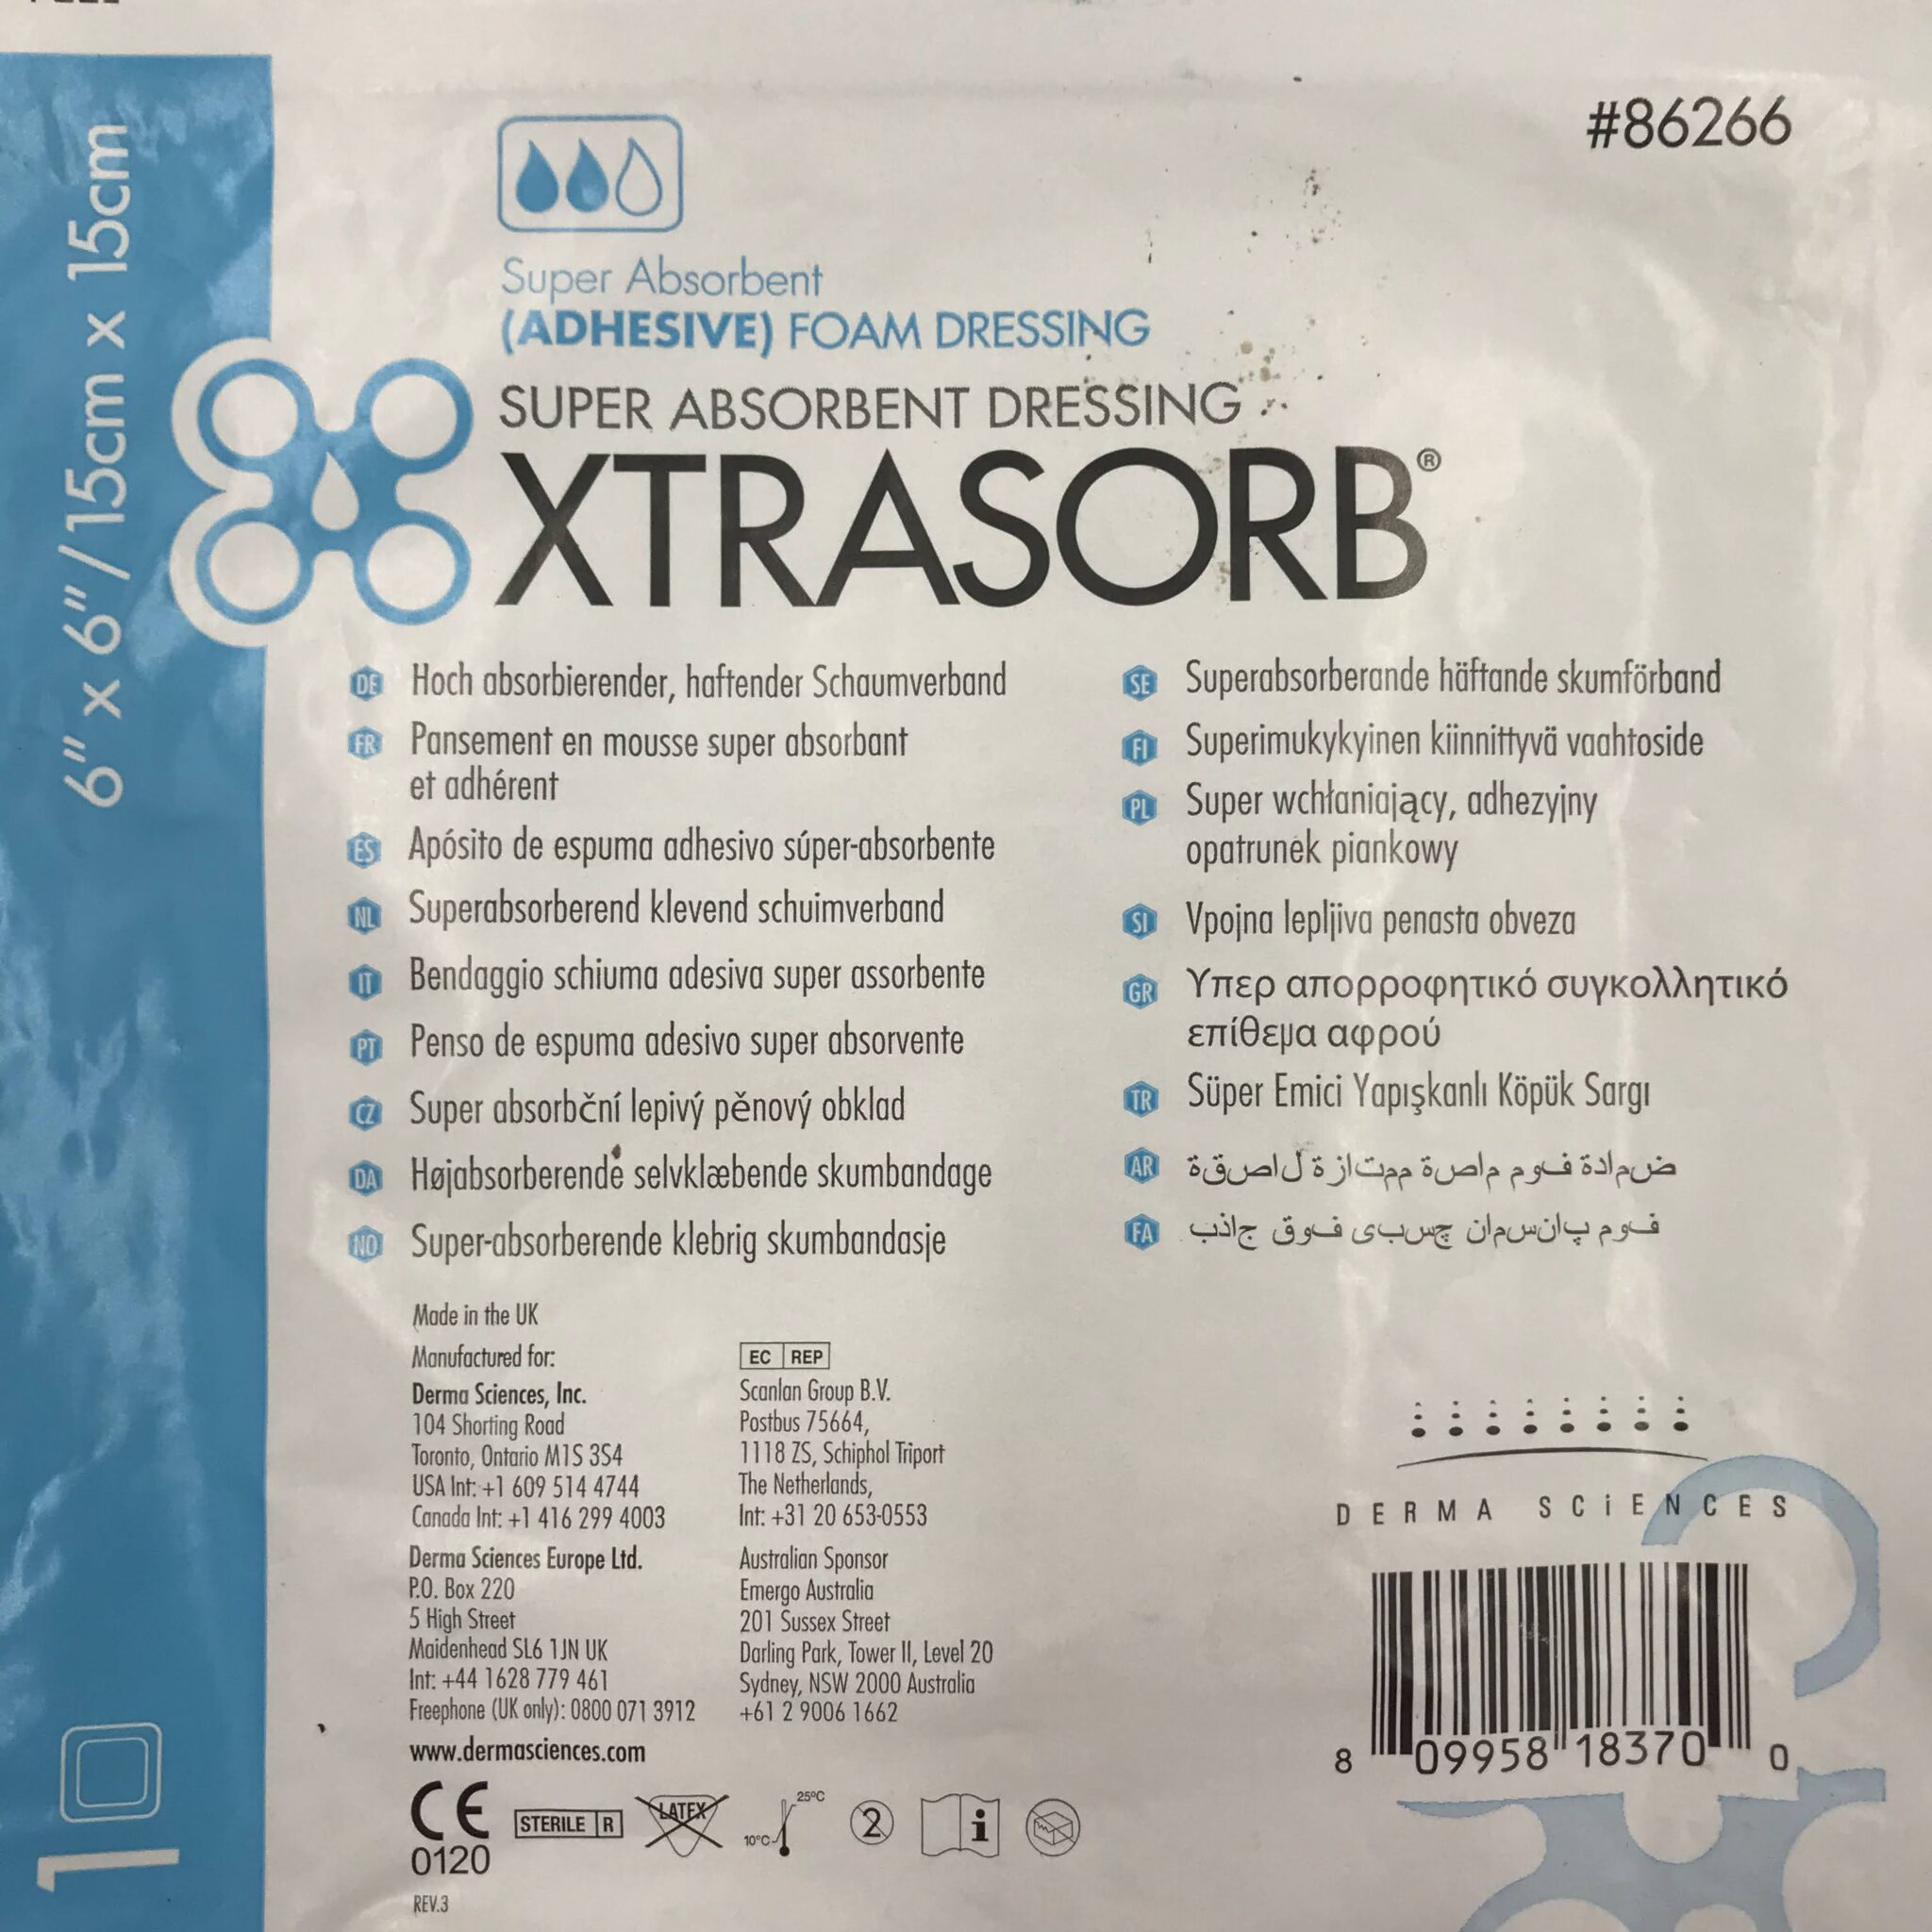 6" x 6"/15cm x 15cm
1
#86266
Super Absorbent
(ADHESIVE) FOAM DRESSING
SUPER ABSORBENT DRESSING
XTRASORB®
DE Hoch absorbierender, haftender Schaumverband
FR Pansement en mousse super absorbant
et adhérent
ES Apósito de espuma adhesivo súper-absorbente
NL Superabsorberend klevend schuimverband
IT Bendaggio schiuma adesiva super assorbente
PT Penso de espuma adesivo super absorvente
CZ Super absorbční lepivý pěnový obklad
DA Højabsorberende selvklæbende skumbandage
NO Super-absorberende klebrig skumbandasje
SE Superabsorberande häftande skumförband
FI Superimukykyinen kiinnittyvä vaahtoside
PL Super wchłaniający, adhezyjny
opatrunek piankowy
SI Vpojna lepljiva penasta obveza
GR Υπερ απορροφητικό συγκολλητικό
επίθεμα αφρού
TR Süper Emici Yapışkanlı Köpük Sargı
AR ضمادة فوم ماصة ممتازة لاصقة
FA فوم پانسمان چسبی فوق جاذب
Made in the UK
Manufactured for:
Derma Sciences, Inc.
104 Shorting Road
Toronto, Ontario M1S 3S4
USA Int: +1 609 514 4744
Canada Int: +1 416 299 4003
Derma Sciences Europe Ltd.
P.O. Box 220
5 High Street
Maidenhead SL6 1JN UK
Int: +44 1628 779 461
Freephone (UK only): 0800 071 3912
www.dermasciences.com
EC REP
Scanlan Group B.V.
Postbus 75664,
1118 ZS, Schiphol Triport
The Netherlands,
Int: +31 20 653-0553
Australian Sponsor
Emergo Australia
201 Sussex Street
Darling Park, Tower II, Level 20
Sydney, NSW 2000 Australia
+61 2 9006 1662
DERMA SCiENCES
8 09958 18370 0
CE
0120
STERILE R
LATEX
10°C
25°C
2
i
REV.3